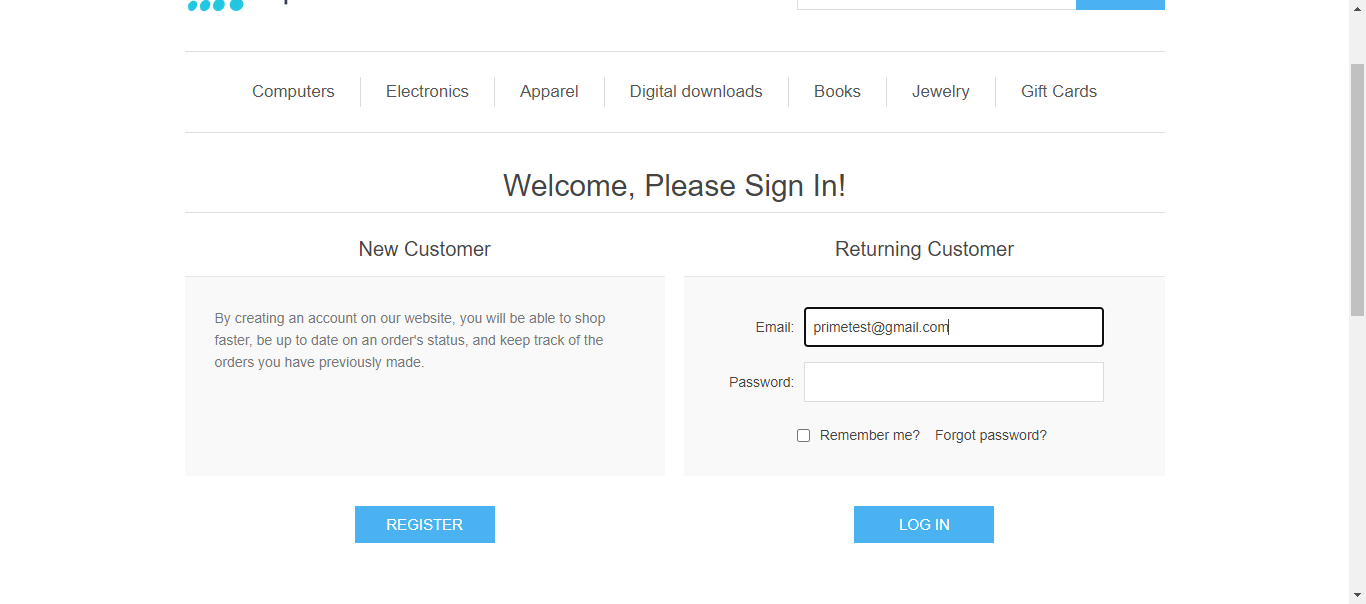 Computers Electronics Apparel Digital downloads Books Jewelry Gift Cards
Welcome, Please Sign In!
New Customer
By creating an account on our website, you will be able to shop
faster, be up to date on an order's status, and keep track of the
orders you have previously made.
REGISTER
Returning Customer
Email: primetest@gmail.com
Password:
Remember me? Forgot password?
LOG IN